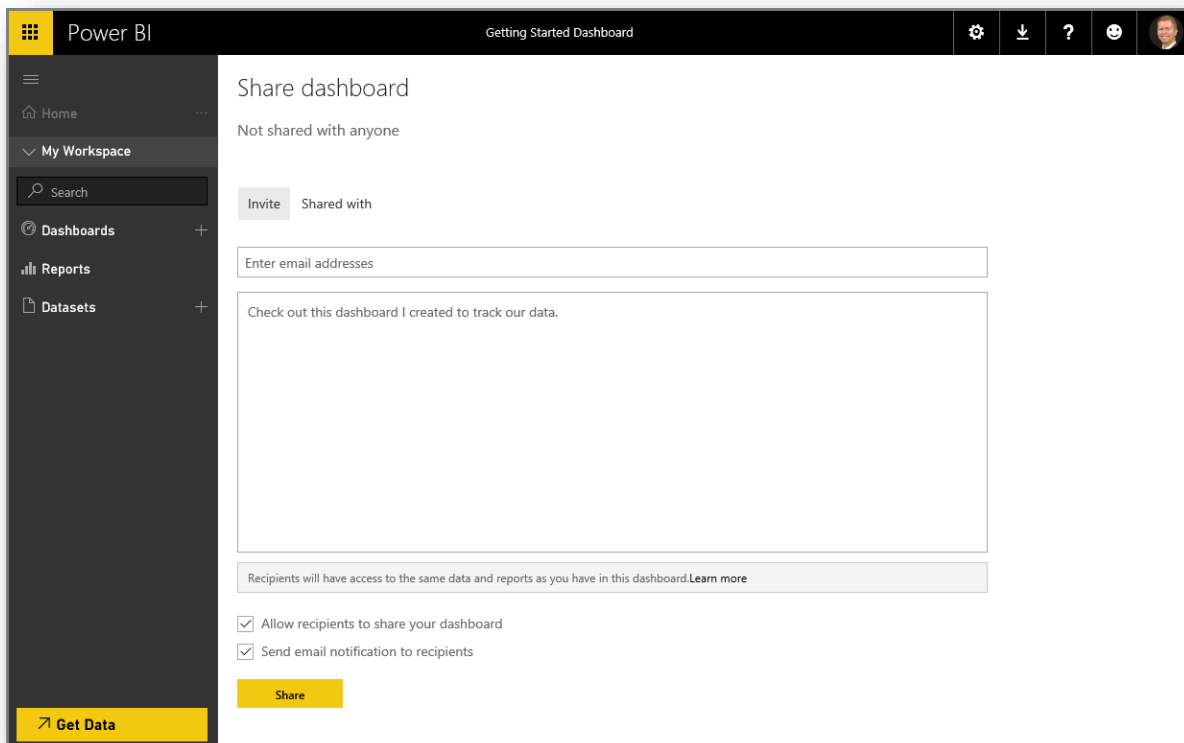 Power BI
Getting Started Dashboard
?
Home
...
My Workspace
Search
Dashboards
Reports
Datasets
Get Data
Share dashboard
Not shared with anyone
Invite Shared with
Enter email addresses
Check out this dashboard I created to track our data.
Recipients will have access to the same data and reports as you have in this dashboard.Learn more
Allow recipients to share your dashboard
Send email notification to recipients
Share